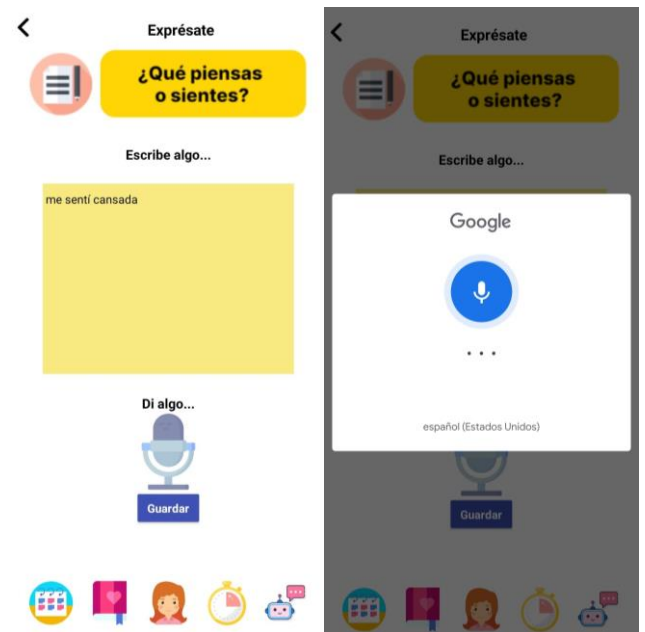 Exprésate
¿Qué piensas
o sientes?
Escribe algo...
me sentí cansada
Di algo...
Guardar
Exprésate
¿Qué piensas
o sientes?
Escribe algo...
Google
...
español (Estados Unidos)
Guardar